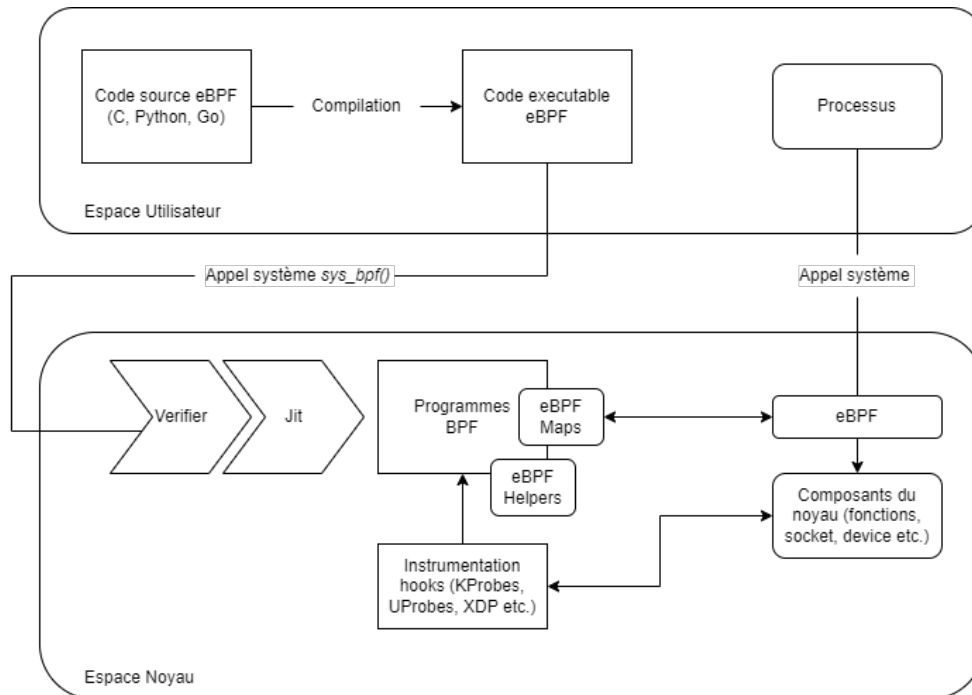 Code source eBPF
(C, Python, Go)
Compilation
Code executable
eBPF
Processus
Espace Utilisateur
Appel système sys_bpf()
Appel système
Verifier
Jit
Programmes
BPF
eBPF
Maps
eBPF
Helpers
eBPF
Composants du
noyau (fonctions,
socket, device etc.)
Instrumentation
hooks (KProbes,
UProbes, XDP etc.)
Espace Noyau